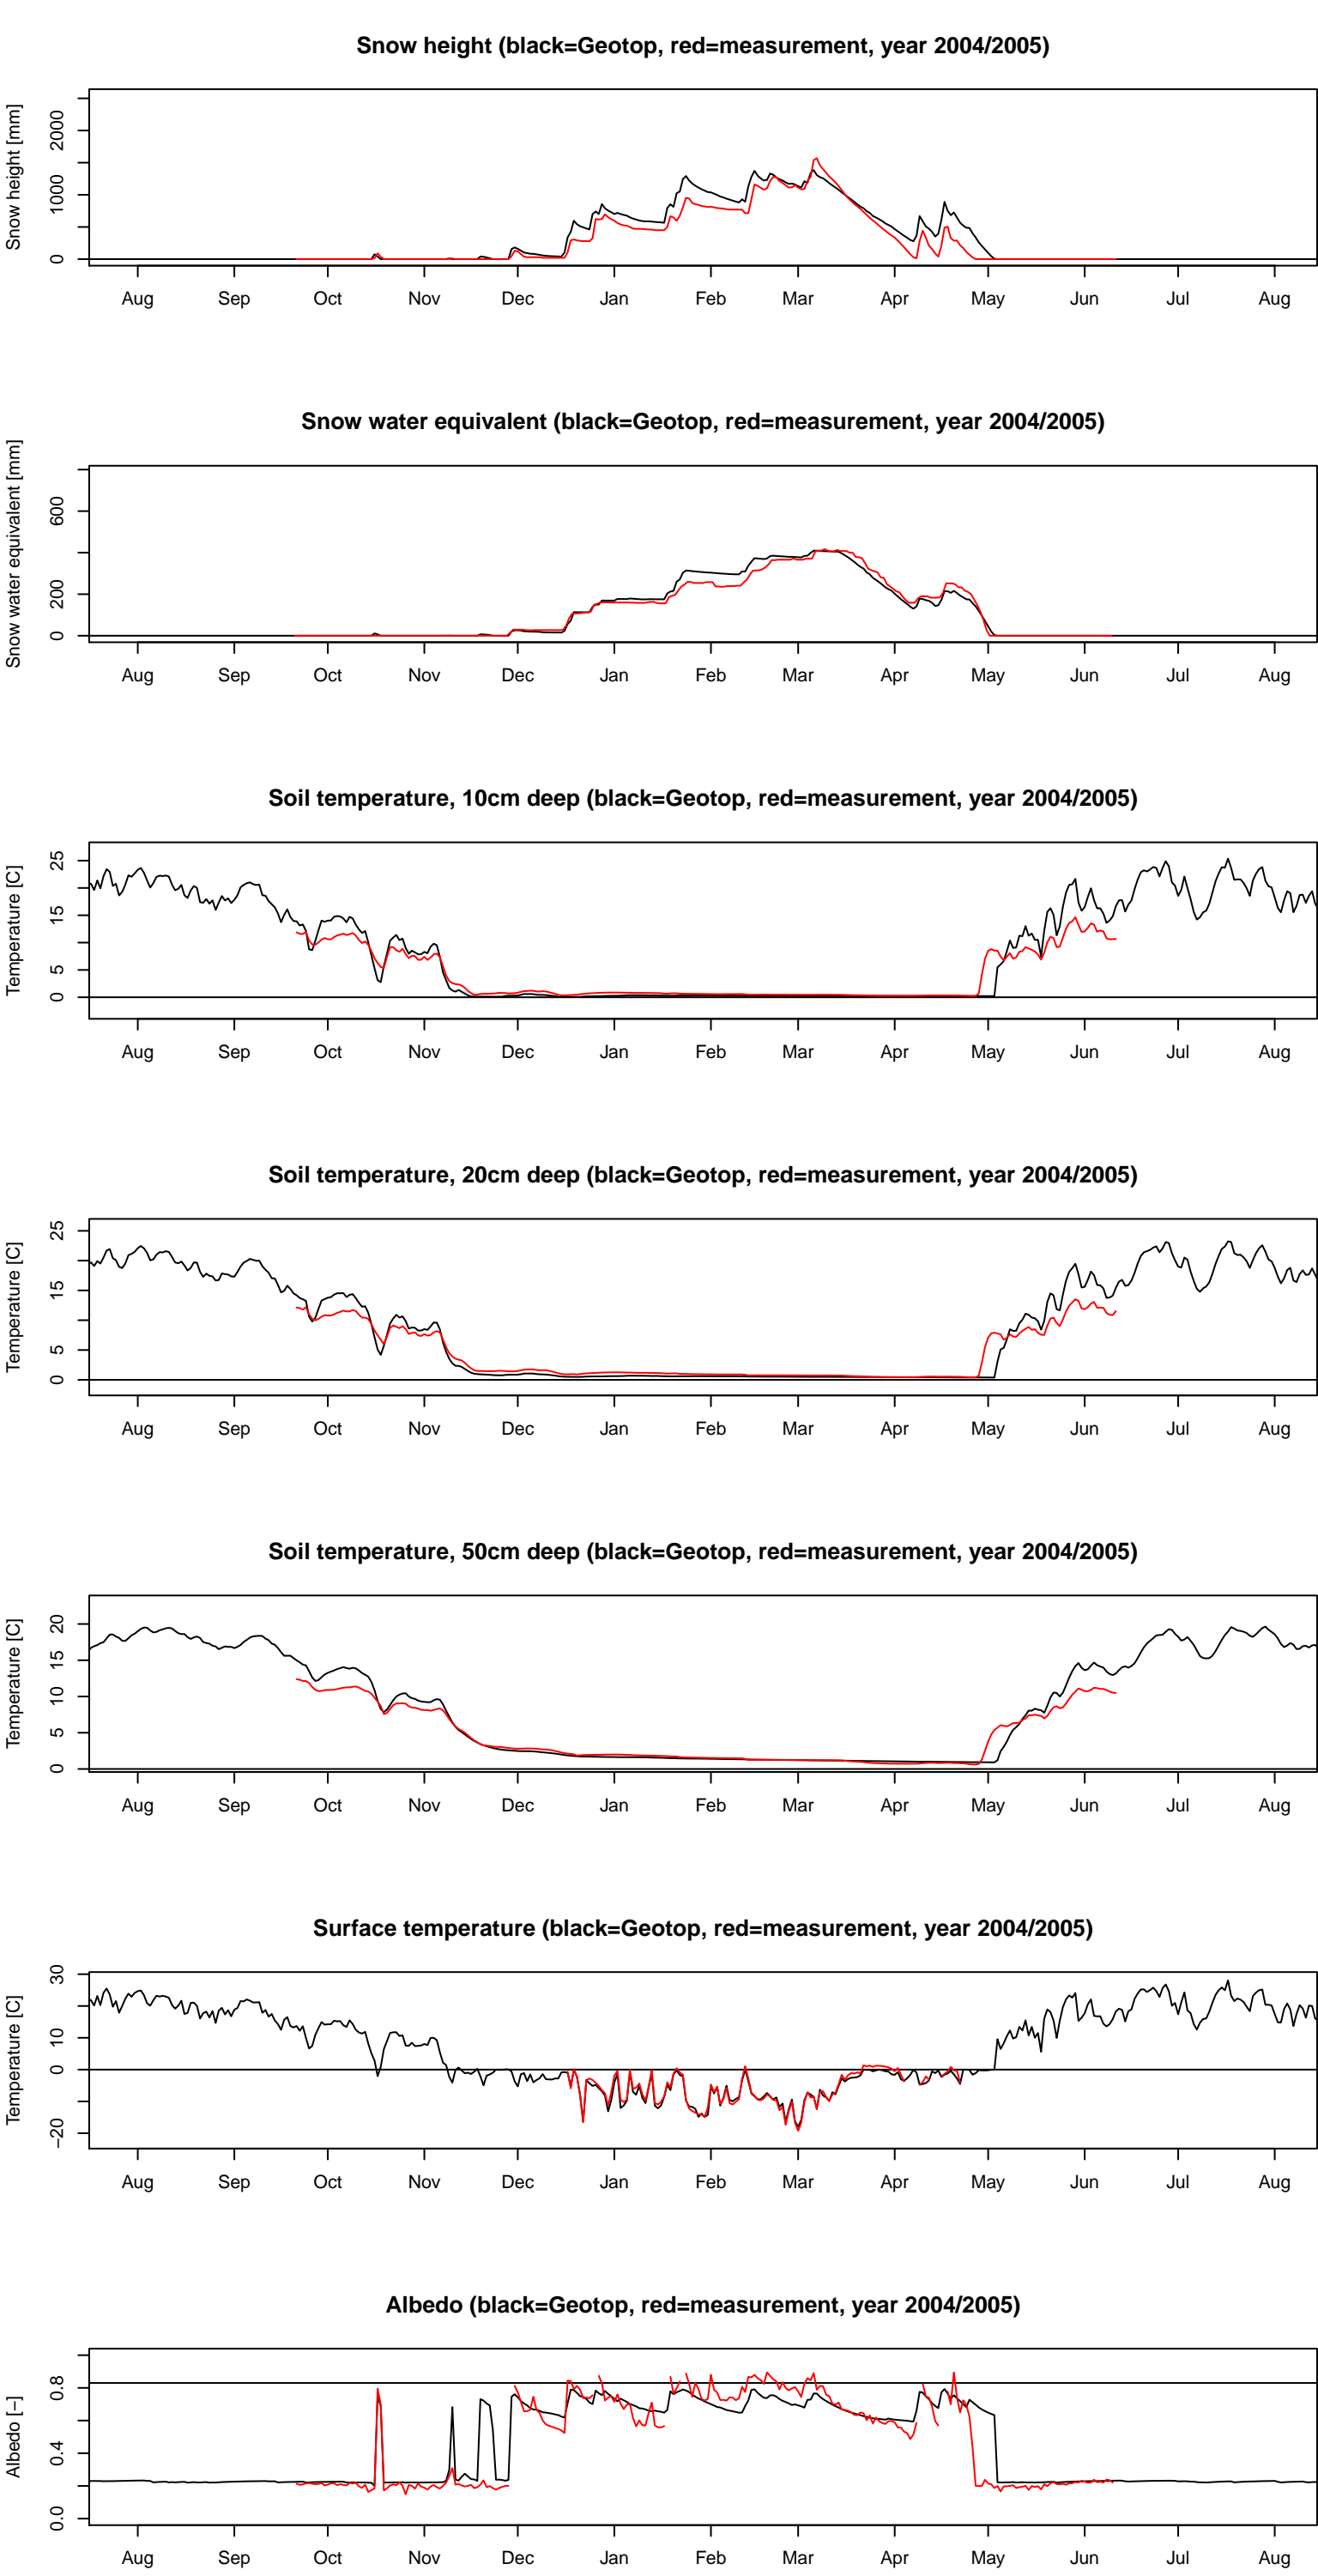 Snow height (black=Geotop, red=measurement, year 2004/2005)
Snow height [mm]
0 1000 2000
Aug Sep Oct Nov Dec Jan Feb Mar Apr May Jun Jul Aug
Snow water equivalent (black=Geotop, red=measurement, year 2004/2005)
Snow water equivalent [mm]
0 200 600
Aug Sep Oct Nov Dec Jan Feb Mar Apr May Jun Jul Aug
Soil temperature, 10cm deep (black=Geotop, red=measurement, year 2004/2005)
Temperature [C]
0 5 15 25
Aug Sep Oct Nov Dec Jan Feb Mar Apr May Jun Jul Aug
Soil temperature, 20cm deep (black=Geotop, red=measurement, year 2004/2005)
Temperature [C]
0 5 15 25
Aug Sep Oct Nov Dec Jan Feb Mar Apr May Jun Jul Aug
Soil temperature, 50cm deep (black=Geotop, red=measurement, year 2004/2005)
Temperature [C]
0 5 10 15 20
Aug Sep Oct Nov Dec Jan Feb Mar Apr May Jun Jul Aug
Surface temperature (black=Geotop, red=measurement, year 2004/2005)
Temperature [C]
−20 0 10 30
Aug Sep Oct Nov Dec Jan Feb Mar Apr May Jun Jul Aug
Albedo (black=Geotop, red=measurement, year 2004/2005)
Albedo [−]
0.0 0.4 0.8
Aug Sep Oct Nov Dec Jan Feb Mar Apr May Jun Jul Aug